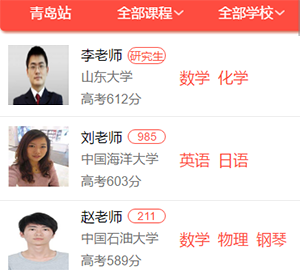 青岛站 全部课程 全部学校
李老师 研究生
山东大学 数学 化学
高考612分
刘老师 985
中国海洋大学 英语 日语
高考603分
赵老师 211
中国石油大学 数学 物理 钢琴
高考589分